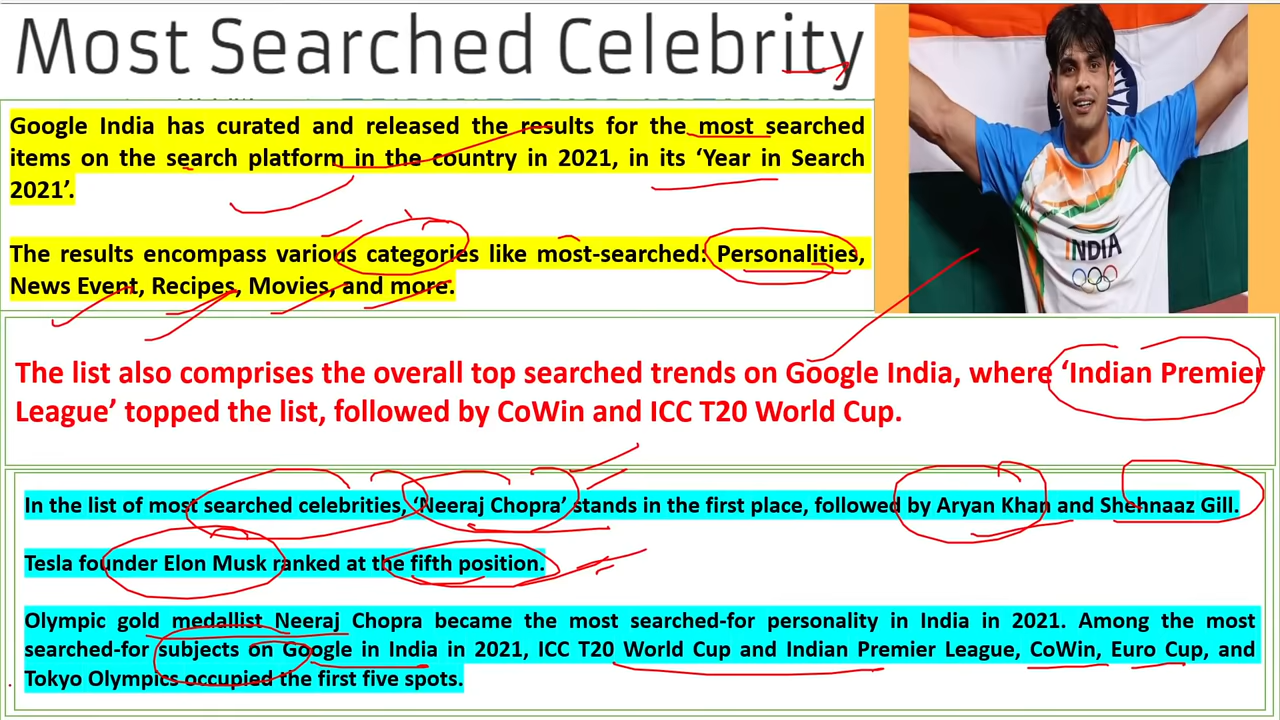 Most Searched Celebrity
Google India has curated and released the results for the most searched
items on the search platform in the country in 2021, in its ‘Year in Search
2021’.
The results encompass various categories like most-searched: Personalities,
News Event, Recipes, Movies, and more.
INDIA
The list also comprises the overall top searched trends on Google India, where ‘Indian Premier
League’ topped the list, followed by CoWin and ICC T20 World Cup.
In the list of most searched celebrities, ‘Neeraj Chopra’ stands in the first place, followed by Aryan Khan and Shehnaaz Gill.
Tesla founder Elon Musk ranked at the fifth position.
Olympic gold medallist Neeraj Chopra became the most searched-for personality in India in 2021. Among the most
searched-for subjects on Google in India in 2021, ICC T20 World Cup and Indian Premier League, CoWin, Euro Cup, and
Tokyo Olympics occupied the first five spots.